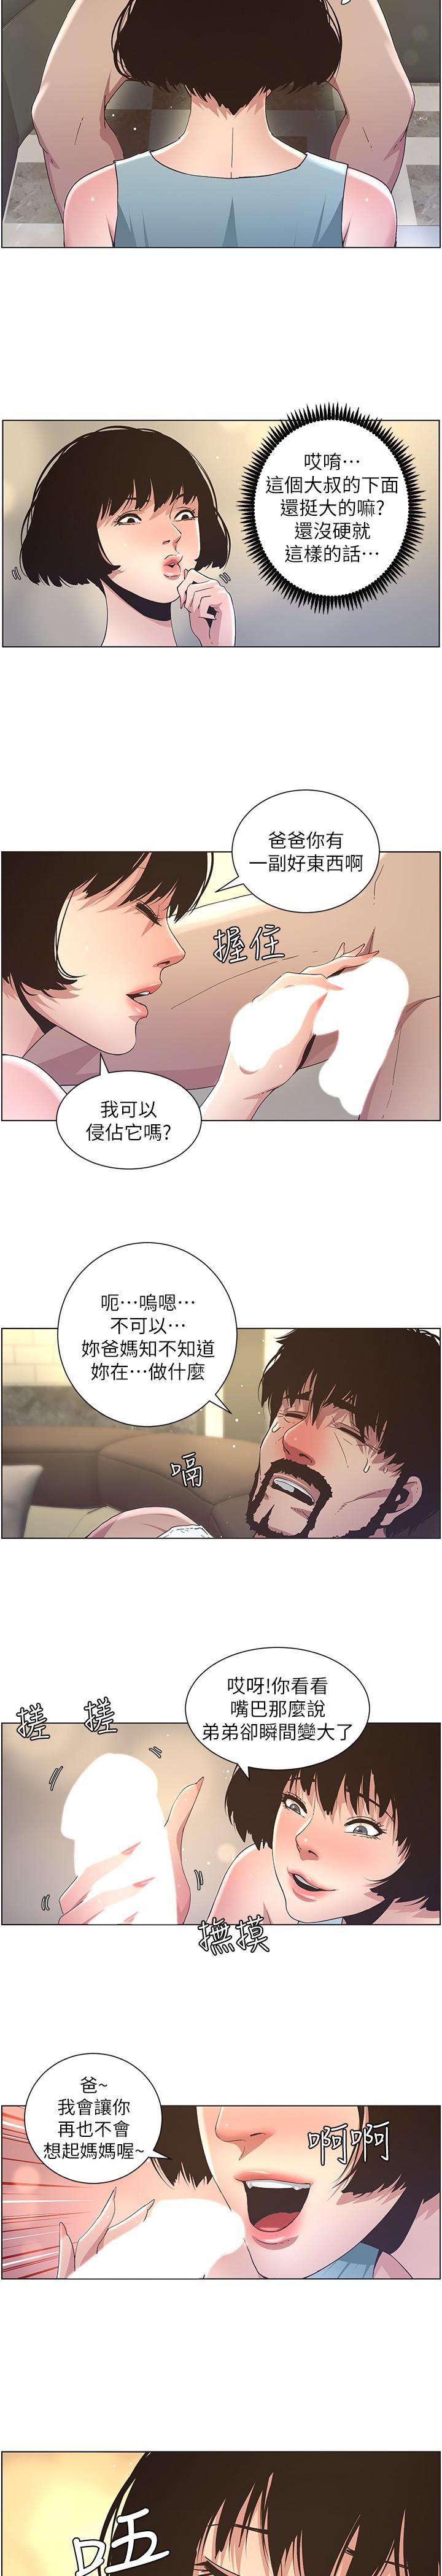 哎唷…
這個大叔的下面
還挺大的嘛?
還沒硬就
這樣的話…
爸爸你有
一副好東西啊
握住
我可以
侵佔它嗎?
呃…嗚嗯…
不可以…
妳爸媽知不知道
妳在…做什麼
嗝
哎呀!你看看
嘴巴那麼說
弟弟卻瞬間變大了
搓 搓
撫摸
爸~
我會讓你
再也不會
想起媽媽喔~
啊啊